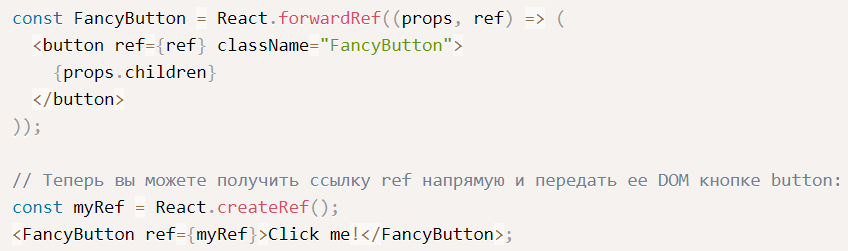 const FancyButton = React.forwardRef((props, ref) => (
  <button ref={ref} className="FancyButton">
    {props.children}
  </button>
));

// Теперь вы можете получить ссылку ref напрямую и передать ее DOM кнопке button:
const myRef = React.createRef();
<FancyButton ref={myRef}>Click me!</FancyButton>;